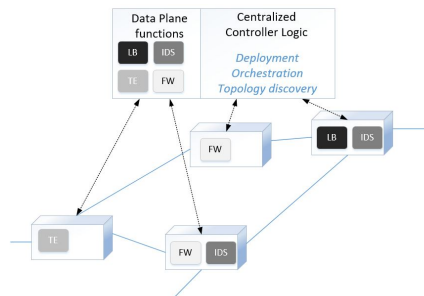 Data Plane
functions
Centralized
Controller Logic
LB IDS
TE FW
Deployment
Orchestration
Topology discovery
FW
LB IDS
TE
FW IDS